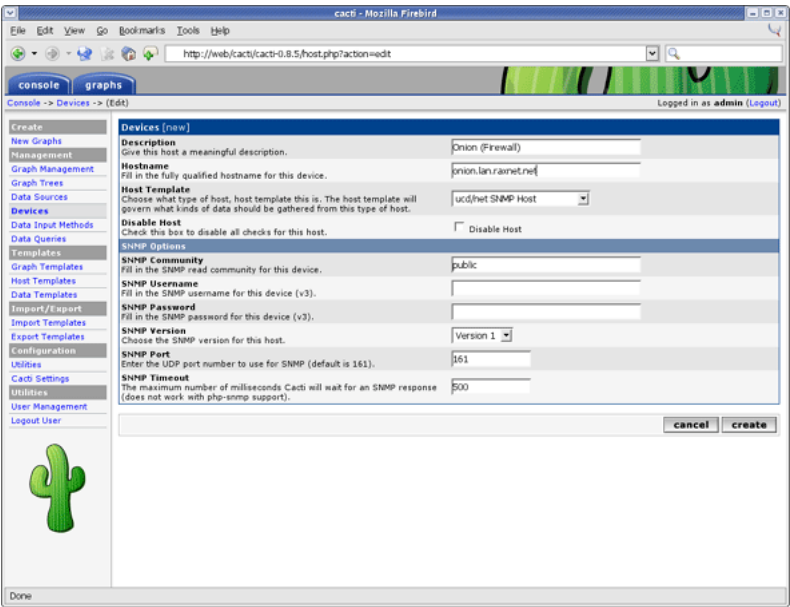 cacti - Mozilla Firebird
File Edit View Go Bookmarks Tools Help
http://web/cacti/cacti-0.8.5/host.php?action=edit
console graphs
Console -> Devices -> (Edit) Logged in as admin (Logout)
Create
New Graphs
Management
Graph Management
Graph Trees
Data Sources
Devices
Data Input Methods
Data Queries
Templates
Graph Templates
Host Templates
Data Templates
Import/Export
Import Templates
Export Templates
Configuration
Utilities
Cacti Settings
Utilities
User Management
Logout User
Devices [new]
Description
Give this host a meaningful description.
Onion (Firewall)
Hostname
Fill in the fully qualified hostname for this device.
onion.lan.raxnet.net
Host Template
Choose what type of host, host template this is. The host template will
govern what kinds of data should be gathered from this type of host.
ucd/net SNMP Host
Disable Host
Check this box to disable all checks for this host.
Disable Host
SNMP Options
SNMP Community
Fill in the SNMP read community for this device.
public
SNMP Username
Fill in the SNMP username for this device (v3).
SNMP Password
Fill in the SNMP password for this device (v3).
SNMP Version
Choose the SNMP version for this host.
Version 1
SNMP Port
Enter the UDP port number to use for SNMP (default is 161).
161
SNMP Timeout
The maximum number of milliseconds Cacti will wait for an SNMP response
(does not work with php-snmp support).
500
cancel create
Done